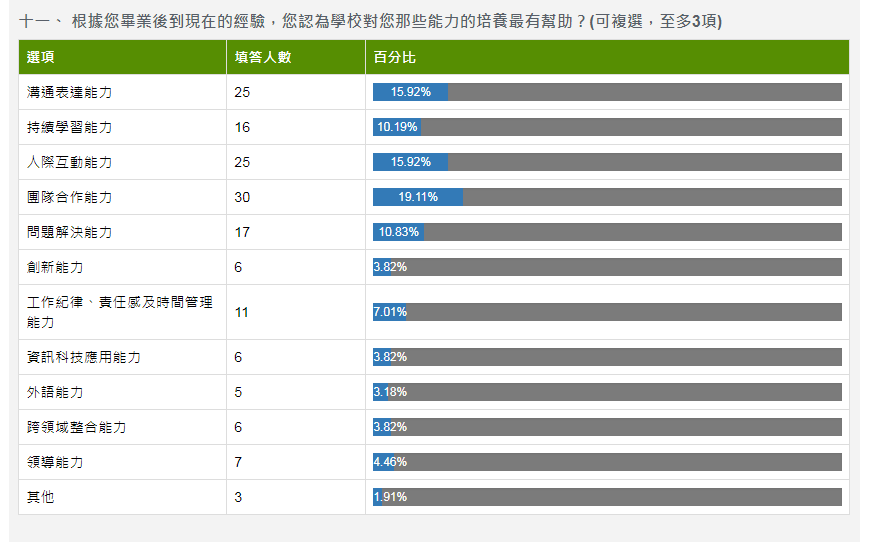 十一、 根據您畢業後到現在的經驗，您認為學校對您那些能力的培養最有幫助？(可複選，至多3項)
選項 填答人數 百分比
溝通表達能力 25 15.92%
持續學習能力 16 10.19%
人際互動能力 25 15.92%
團隊合作能力 30 19.11%
問題解決能力 17 10.83%
創新能力 6 3.82%
工作紀律、責任感及時間管理
能力 11 7.01%
資訊科技應用能力 6 3.82%
外語能力 5 3.18%
跨領域整合能力 6 3.82%
領導能力 7 4.46%
其他 3 1.91%